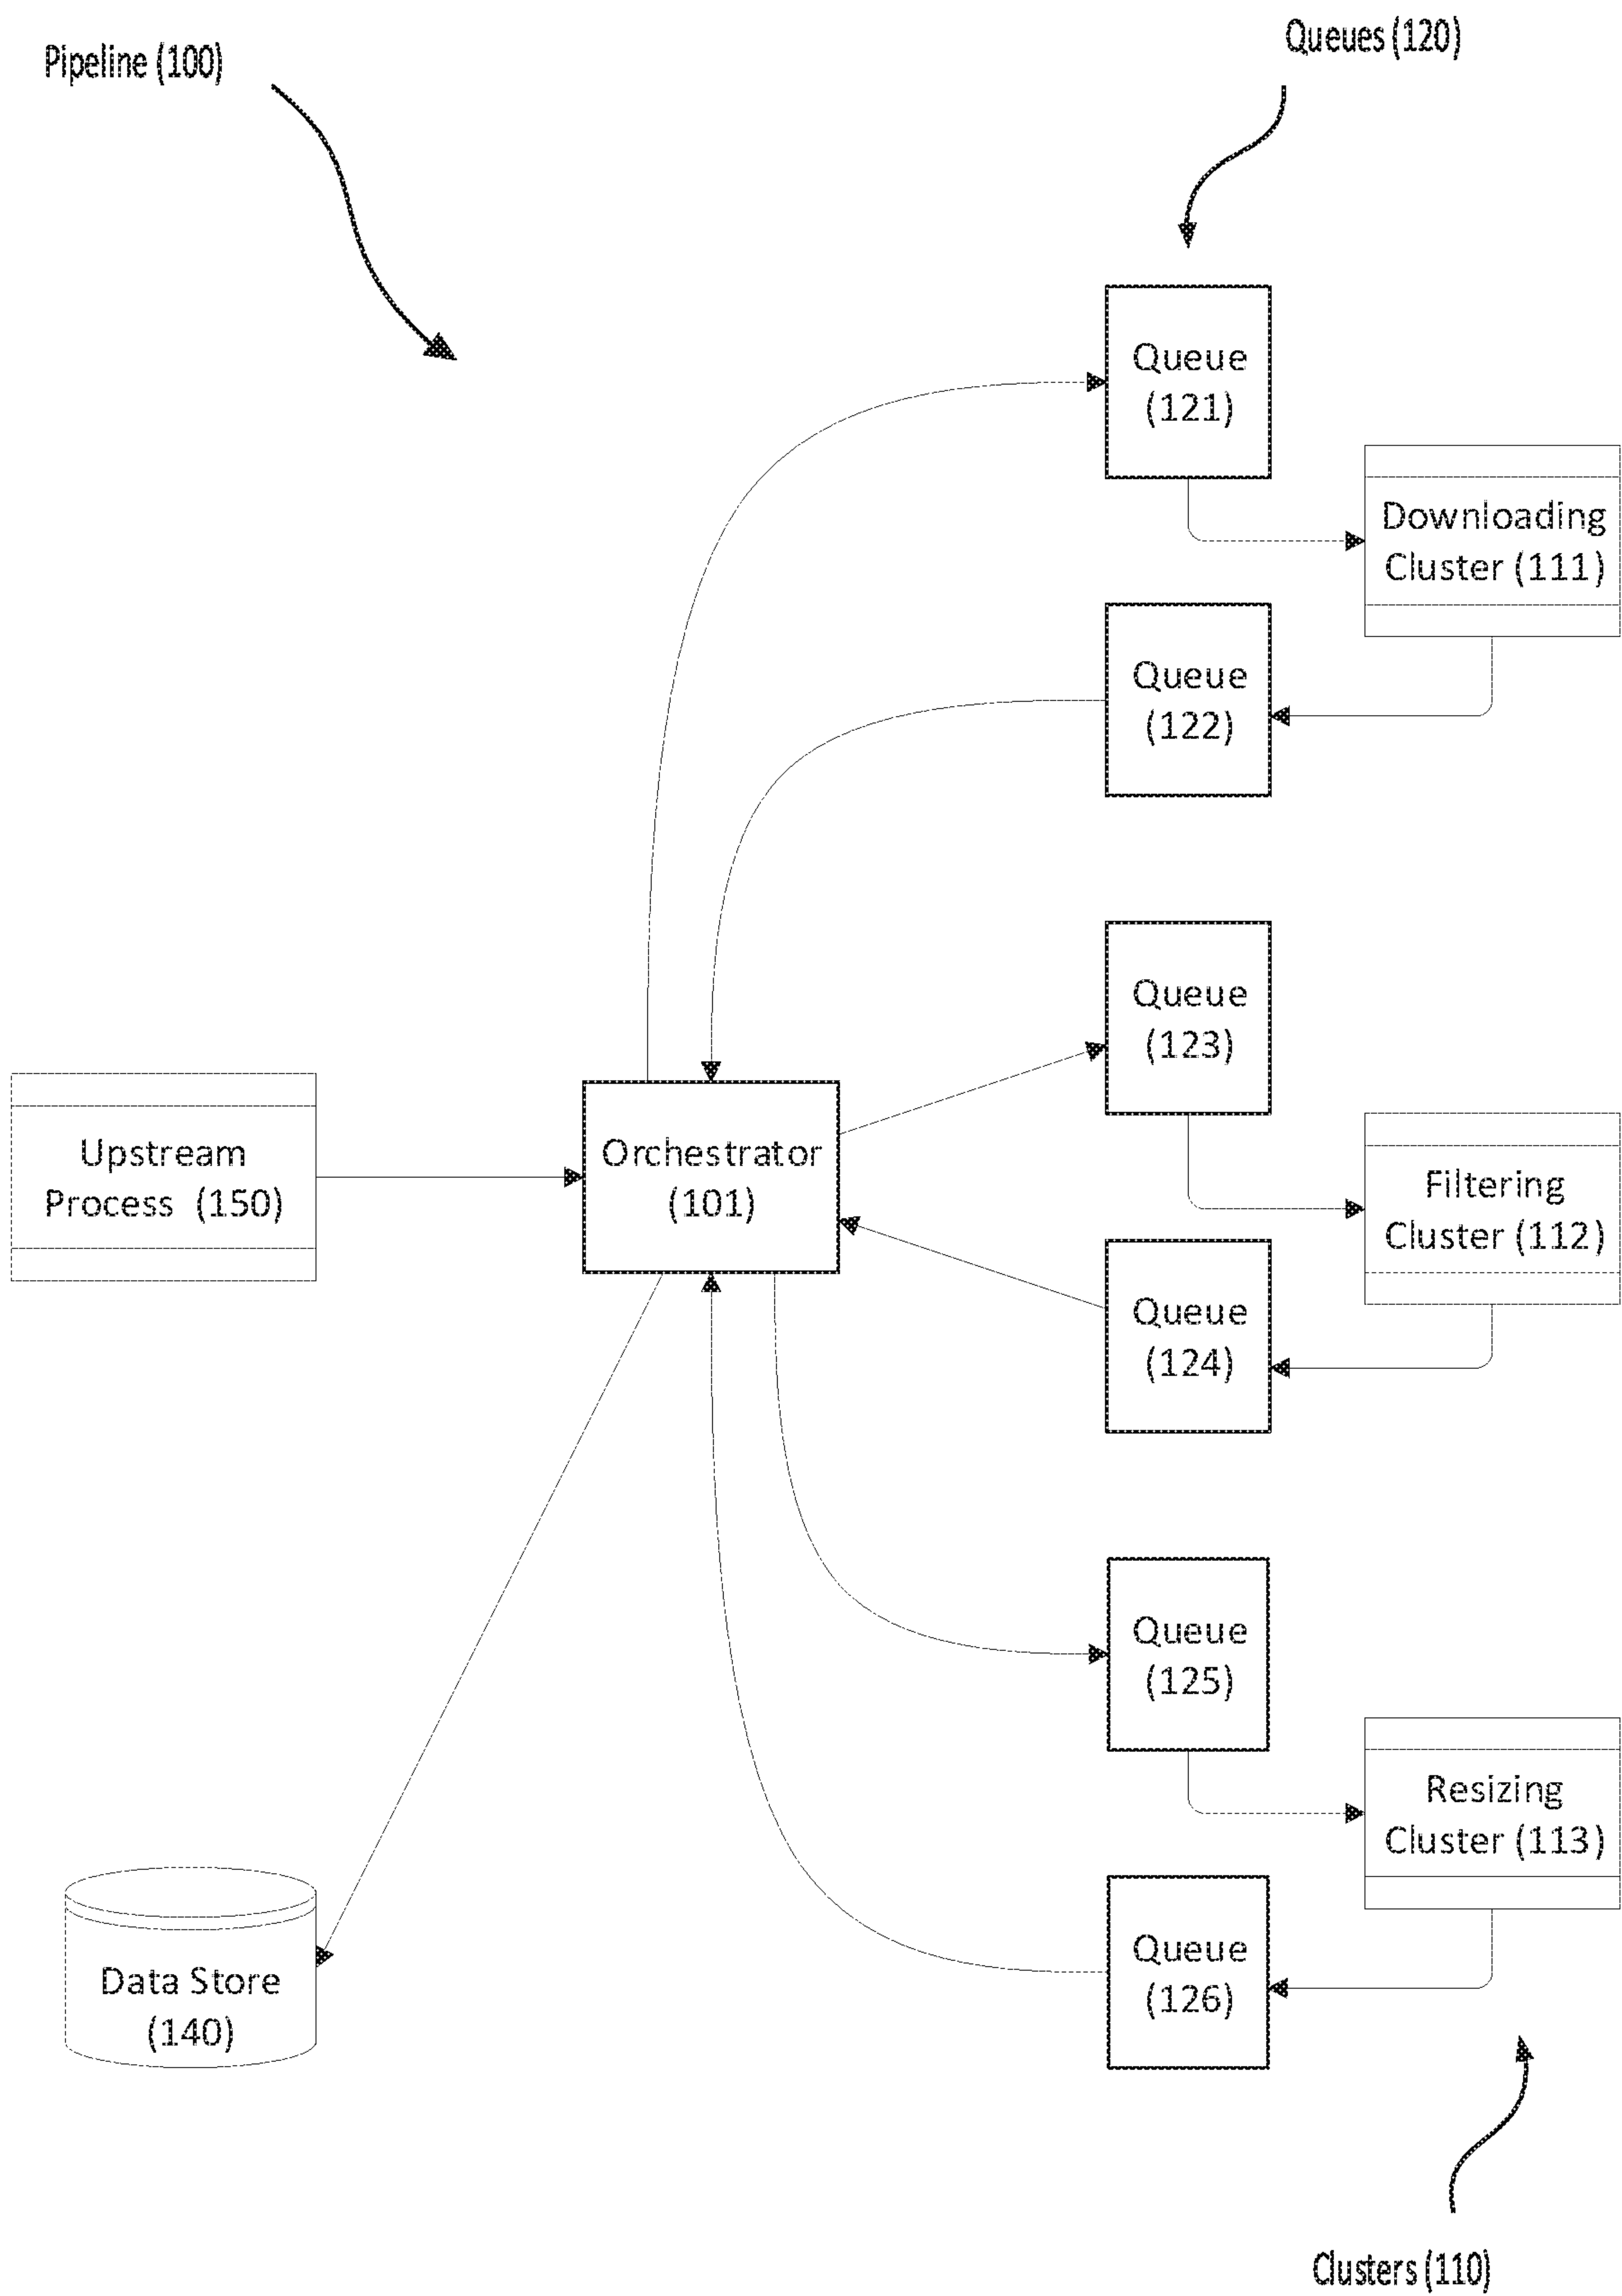 Pipeline (100)
Queues (120)
Queue
(121)
Downloading
Cluster (111)
Queue
(122)
Queue
(123)
Upstream
Process (150)
Orchestrator
(101)
Filtering
Cluster (112)
Queue
(124)
Queue
(125)
Resizing
Cluster (113)
Queue
(126)
Data Store
(140)
Clusters (110)